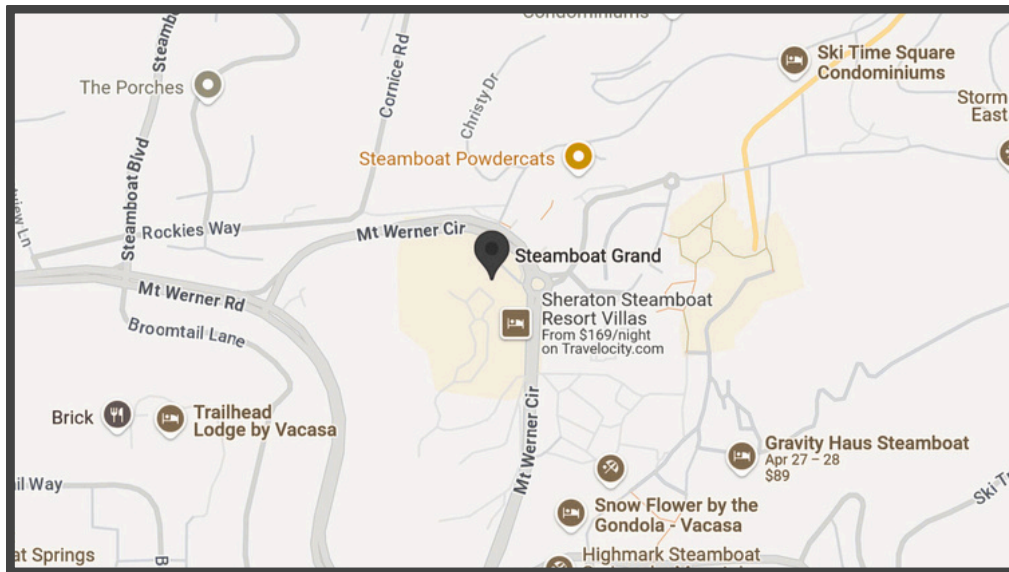 Condominiums
Ski Time Square
Condominiums
The Porches
Steamboat Blvd
Cornice Rd
Christy Dr
Storm
East
Steamboat Powdercats
Rockies Way
Mt Werner Cir
Steamboat Grand
Mt Werner Rd
Sheraton Steamboat
Resort Villas
From $169/night
on Travelocity.com
Broomtail Lane
Brick
Trailhead
Lodge by Vacasa
Mt Werner Cir
Gravity Haus Steamboat
Apr 27 – 28
$89
Way
Ski
Snow Flower by the
Gondola - Vacasa
at Springs
B
Highmark Steamboat